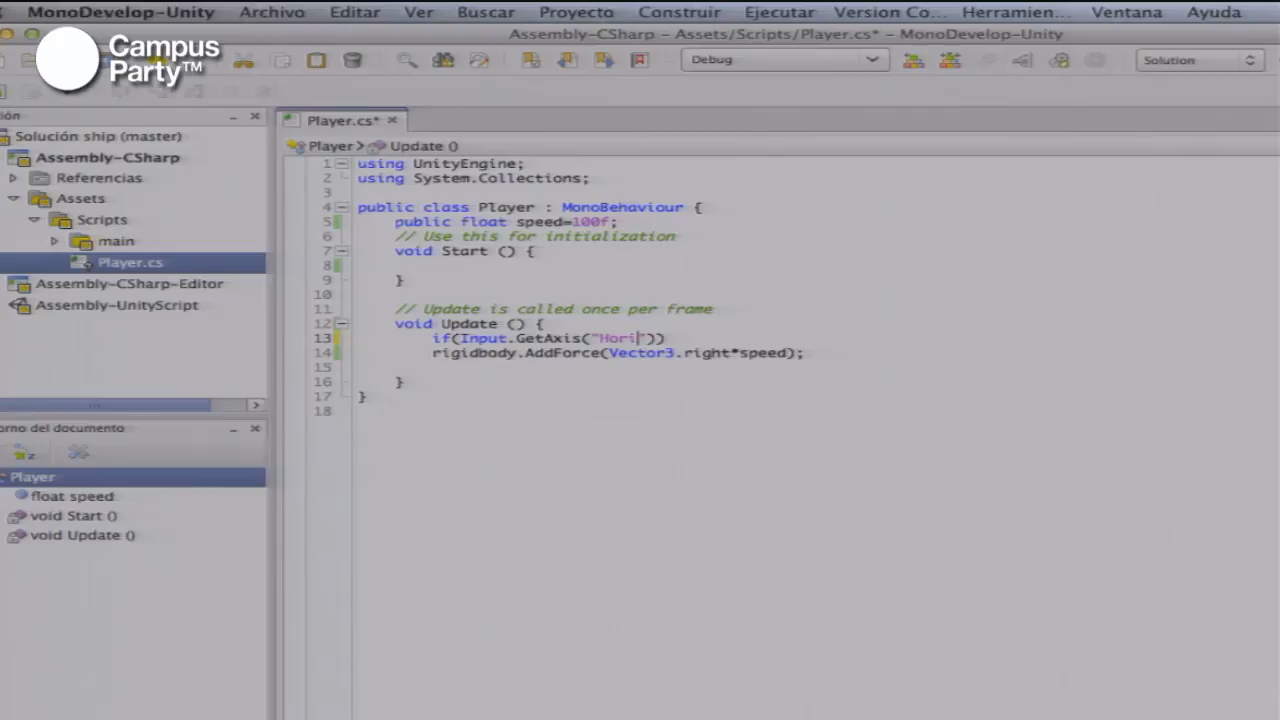 MonoDevelop-Unity Archivo Editar Ver Buscar Proyecto Construir Ejecutar Version Co... Herramien... Ventana Ayuda
Assembly-CSharp – Assets/Scripts/Player.cs* – MonoDevelop-Unity
Campus
Party™
Debug
Solution
ión
Solución ship (master)
Assembly-CSharp
Referencias
Assets
Scripts
main
Player.cs
Assembly-CSharp-Editor
Assembly-UnityScript
orno del documento
Player
float speed
void Start ()
void Update ()
Player.cs*
Player > Update ()
1 using UnityEngine;
2 using System.Collections;
3
4 public class Player : MonoBehaviour {
5 public float speed=100f;
6 // Use this for initialization
7 void Start () {
8
9 }
10
11 // Update is called once per frame
12 void Update () {
13 if(Input.GetAxis("Hori"))
14 rigidbody.AddForce(Vector3.right*speed);
15
16 }
17 }
18